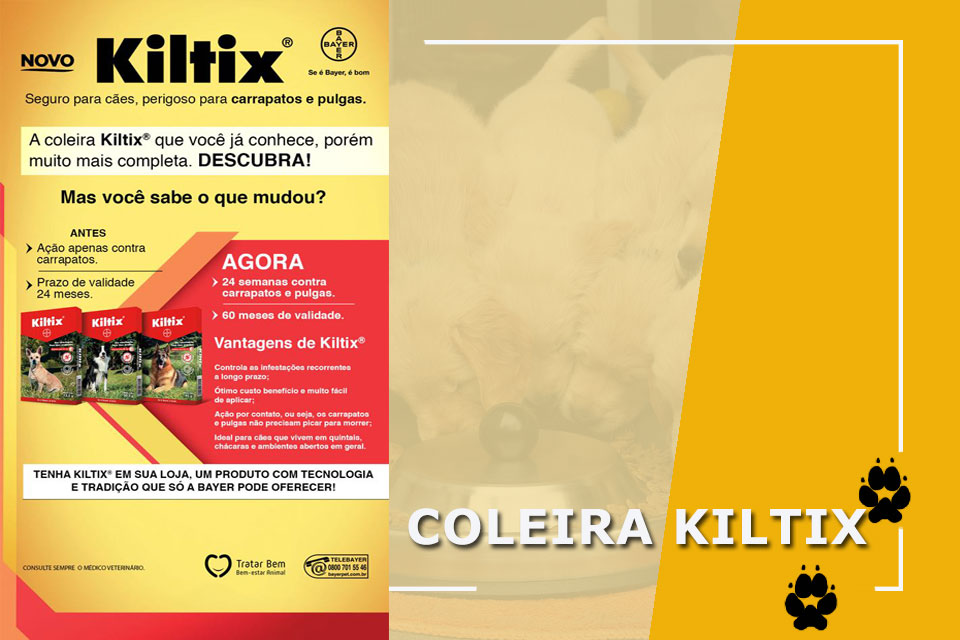 NOVO
Kiltix®
BAYER
BAYER
Se é Bayer, é bom
Seguro para cães, perigoso para carrapatos e pulgas.
A coleira Kiltix® que você já conhece, porém
muito mais completa. DESCUBRA!
Mas você sabe o que mudou?
ANTES
Ação apenas contra
carrapatos.
Prazo de validade
24 meses.
AGORA
24 semanas contra
carrapatos e pulgas.
60 meses de validade.
Vantagens de Kiltix®
Controla as infestações recorrentes
a longo prazo;
Ótimo custo benefício e muito fácil
de aplicar;
Ação por contato, ou seja, os carrapatos
e pulgas não precisam picar para morrer;
Ideal para cães que vivem em quintais,
chácaras e ambientes abertos em geral.
Kiltix
Kiltix
Kiltix
TENHA KILTIX® EM SUA LOJA, UM PRODUTO COM TECNOLOGIA
E TRADIÇÃO QUE SÓ A BAYER PODE OFERECER!
CONSULTE SEMPRE O MÉDICO VETERINÁRIO.
Tratar Bem
Bem-estar Animal
TELEBAYER
0800 701 55 46
bayerpet.com.br
COLEIRA KILTIX